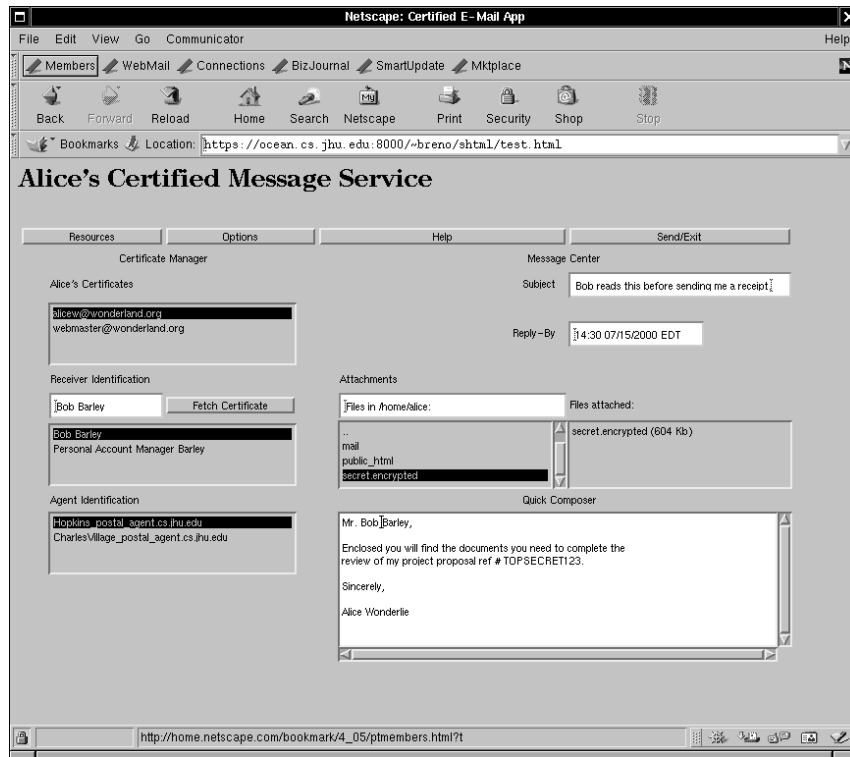 Netscape: Certified E-Mail App
File Edit View Go Communicator Help
Members WebMail Connections BizJournal SmartUpdate Mktplace
N
My
Back Forward Reload Home Search Netscape Print Security Shop Stop
Bookmarks Location: https://ocean.cs.jhu.edu:8000/~breno/shtml/test.html
Alice's Certified Message Service
Resources Options Help Send/Exit
Certificate Manager Message Center
Alice's Certificates
Subject Bob reads this before sending me a receipt
alicew@wonderland.org
webmaster@wonderland.org
Reply-By 14:30 07/15/2000 EDT
Receiver Identification Attachments
Bob Barley Fetch Certificate Files in /home/alice: Files attached:
Bob Barley
Personal Account Manager Barley
..
mail
public_html
secret.encrypted
secret.encrypted (604 Kb)
Agent Identification Quick Composer
Hopkins_postal_agent.cs.jhu.edu
CharlesVillage_postal_agent.cs.jhu.edu
Mr. Bob Barley,
Enclosed you will find the documents you need to complete the
review of my project proposal ref # TOPSECRET123.
Sincerely,
Alice Wonderlie
http://home.netscape.com/bookmark/4_05/ptmembers.html?t